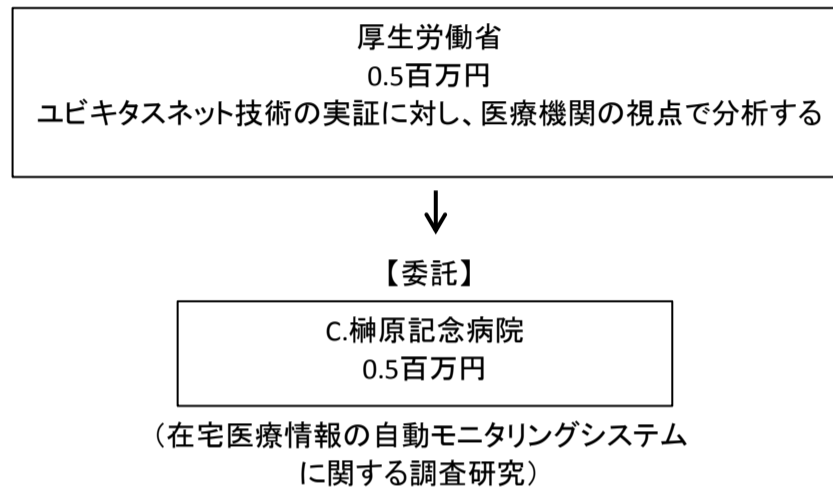 厚生労働省
0.5百万円
ユビキタスネット技術の実証に対し、医療機関の視点で分析する
【委託】
C.榊原記念病院
0.5百万円
（在宅医療情報の自動モニタリングシステム
に関する調査研究）